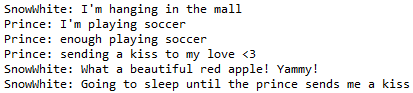 SnowWhite: I'm hanging in the mall
Prince: I'm playing soccer
Prince: enough playing soccer
Prince: sending a kiss to my love <3
SnowWhite: What a beautiful red apple! Yammy!
SnowWhite: Going to sleep until the prince sends me a kiss